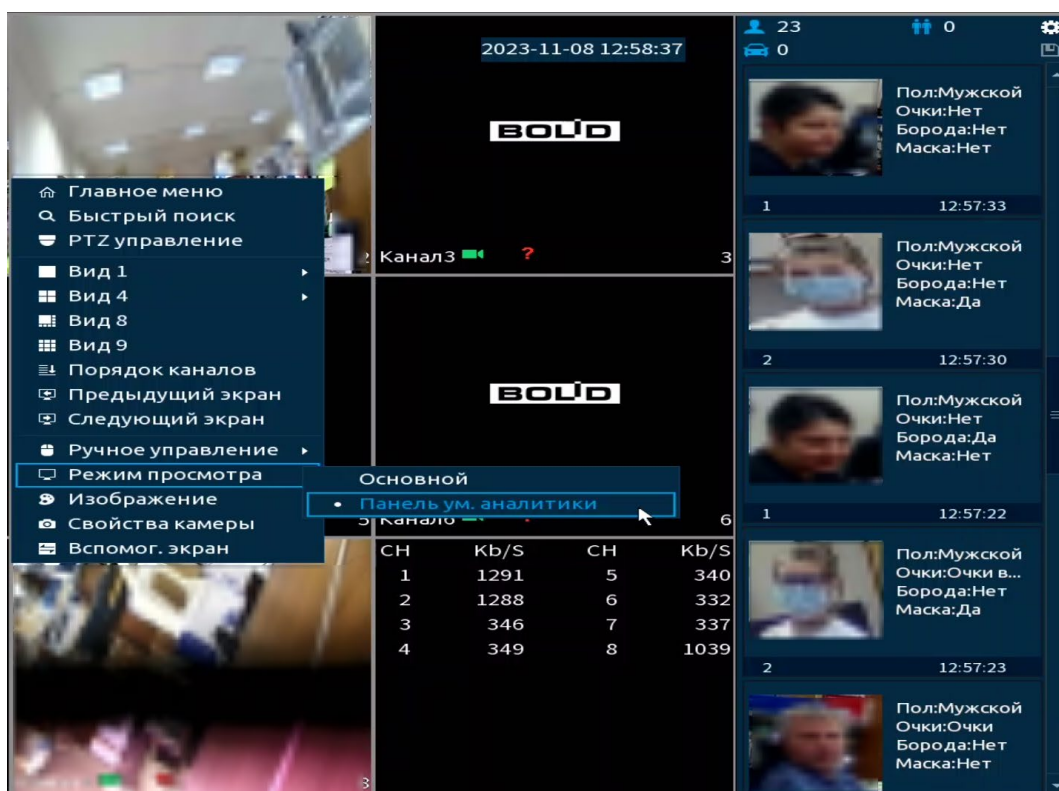 2023-11-08 12:58:37
BOLID
Главное меню
Быстрый поиск
PTZ управление
Вид 1
Вид 4
Вид 8
Вид 9
Порядок каналов
Предыдущий экран
Следующий экран
Ручное управление
Режим просмотра
Изображение
Свойства камеры
Вспомог. экран
Основной
Панель ум. аналитики
2
Канал3
?
3
BOLID
5
Канал6
6
CH Kb/S CH Kb/S
1 1291 5 340
2 1288 6 332
3 346 7 337
4 349 8 1039
23
0
0
Пол:Мужской
Очки:Нет
Борода:Нет
Маска:Нет
1 12:57:33
Пол:Мужской
Очки:Нет
Борода:Нет
Маска:Да
2 12:57:30
Пол:Мужской
Очки:Нет
Борода:Да
Маска:Нет
1 12:57:22
Пол:Мужской
Очки:Очки в...
Борода:Нет
Маска:Да
2 12:57:23
Пол:Мужской
Очки:Очки
Борода:Нет
Маска:Нет